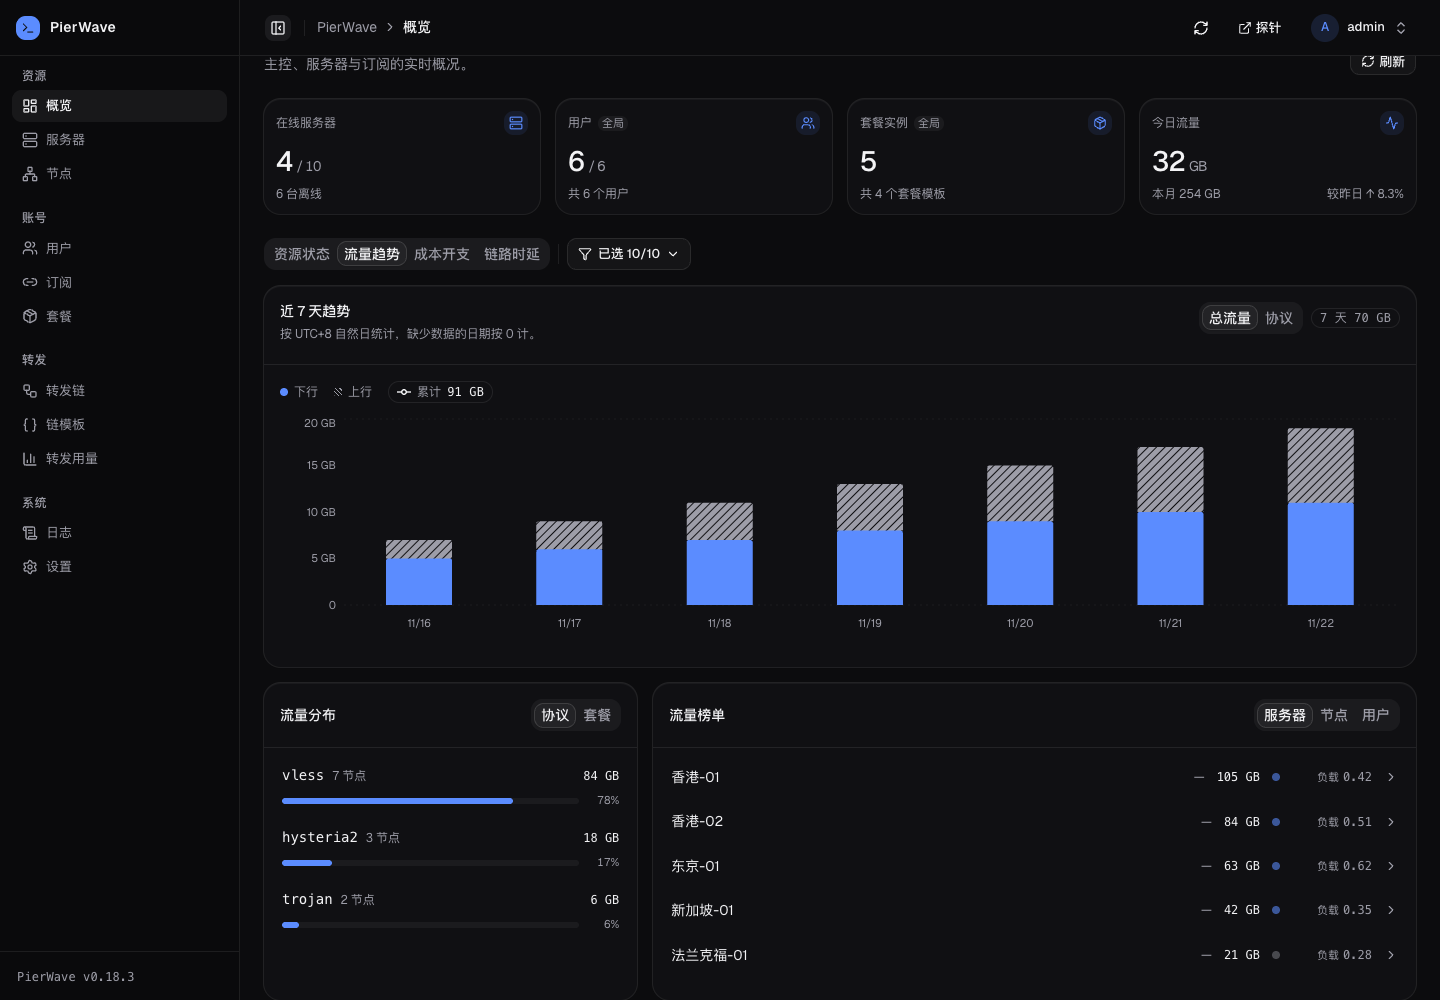 PierWave
PierWave > 概览
探针
A admin
资源
概览
服务器
节点
账号
用户
订阅
套餐
转发
转发链
链模板
转发用量
系统
日志
设置
PierWave v0.18.3
主控、服务器与订阅的实时概况。
刷新
在线服务器
4 / 10
6 台离线
用户 全局
6 / 6
共 6 个用户
套餐实例 全局
5
共 4 个套餐模板
今日流量
32 GB
本月 254 GB 较昨日 ↑ 8.3%
资源状态 流量趋势 成本开支 链路时延 已选 10/10
近 7 天趋势
按 UTC+8 自然日统计，缺少数据的日期按 0 计。
总流量 协议 7 天 70 GB
下行 上行 累计 91 GB
20 GB
15 GB
10 GB
5 GB
0
11/16 11/17 11/18 11/19 11/20 11/21 11/22
流量分布 协议 套餐
vless 7 节点 84 GB
78%
hysteria2 3 节点 18 GB
17%
trojan 2 节点 6 GB
6%
流量榜单 服务器 节点 用户
香港-01 — 105 GB 负载 0.42
香港-02 — 84 GB 负载 0.51
东京-01 — 63 GB 负载 0.62
新加坡-01 — 42 GB 负载 0.35
法兰克福-01 — 21 GB 负载 0.28